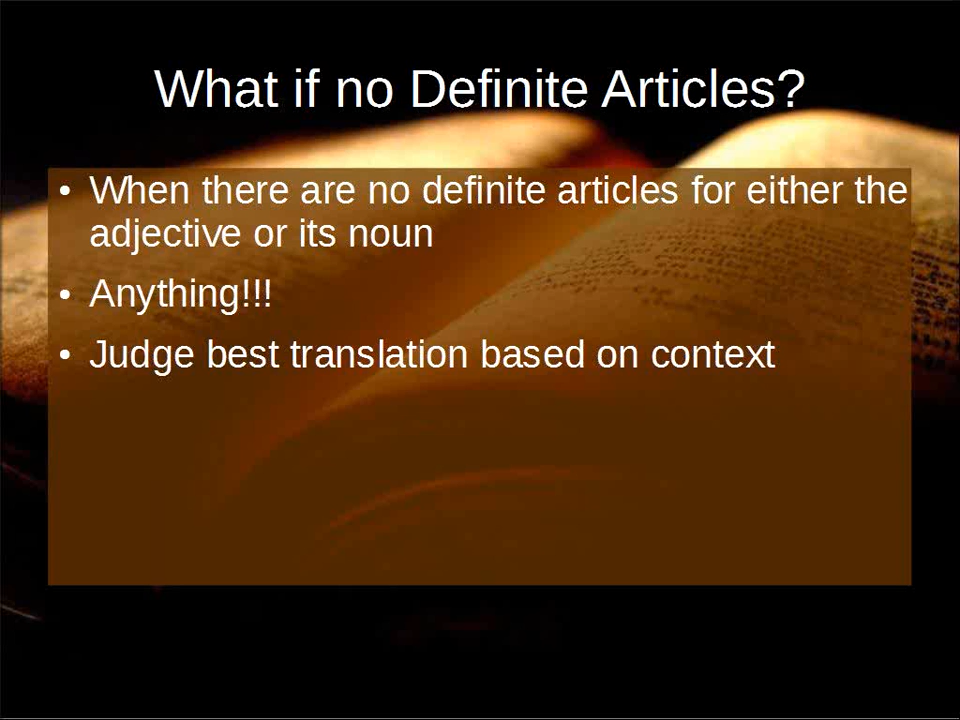 What if no Definite Articles?
• When there are no definite articles for either the
adjective or its noun
• Anything!!!
• Judge best translation based on context